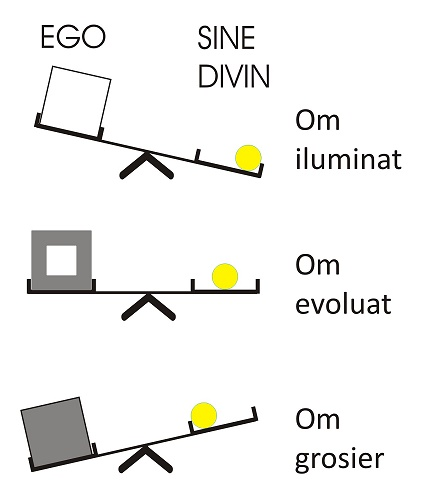 EGO
SINE
DIVIN
Om
iluminat
Om
evoluat
Om
grosier